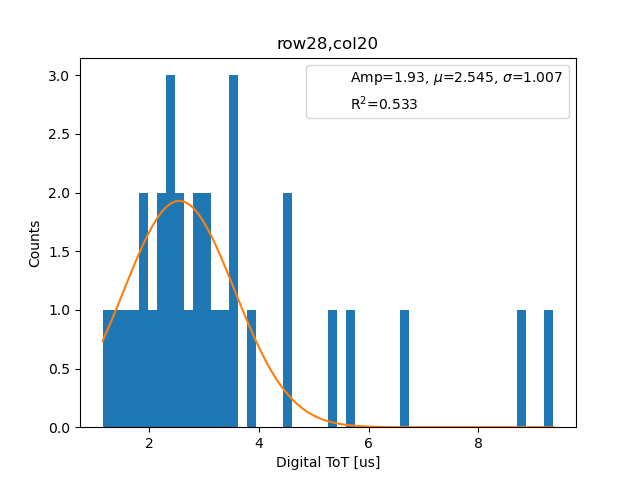 row28,col20
Amp=1.93, μ=2.545, σ=1.007
R²=0.533
3.0
2.5
2.0
1.5
1.0
0.5
0.0
Counts
2 4 6 8
Digital ToT [us]